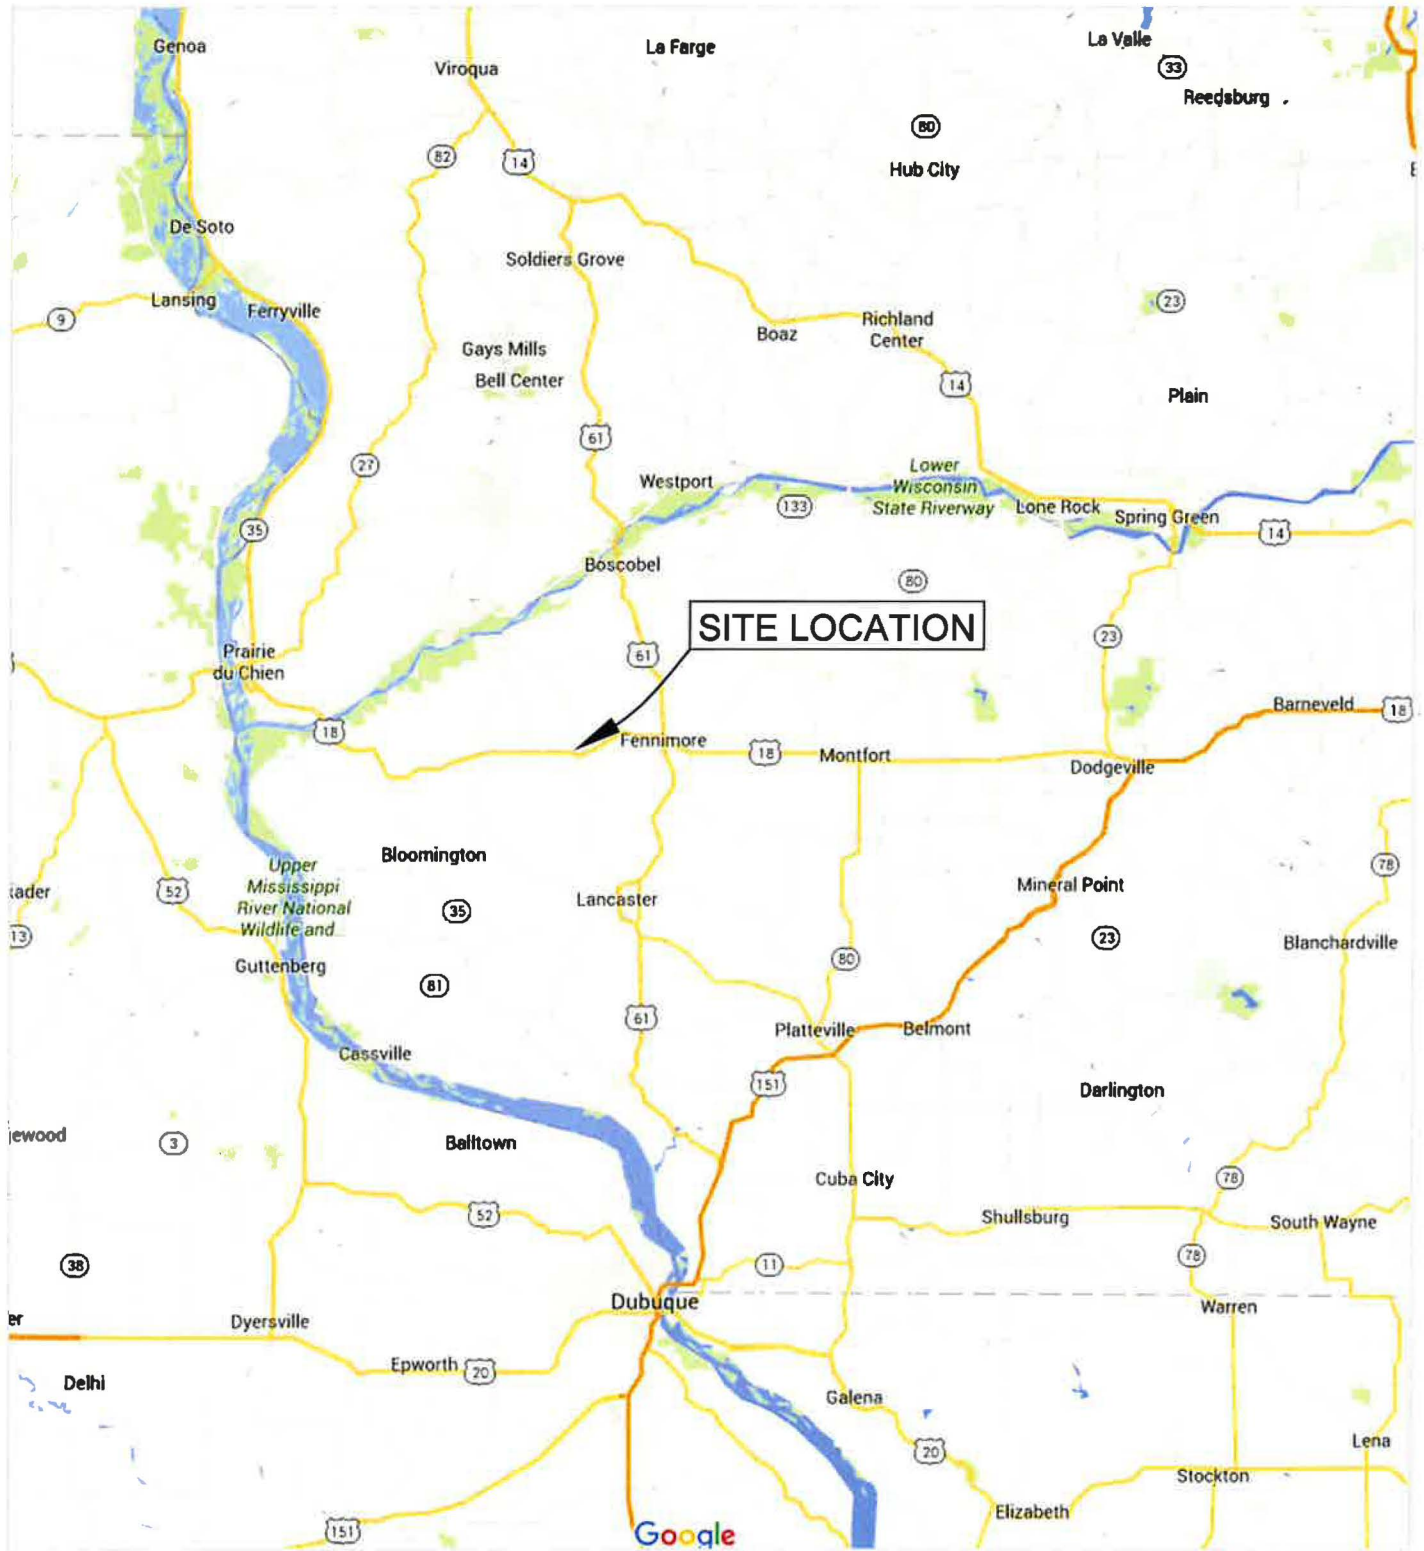 Genoa
La Farge
La Valle
33
Viroqua
Reedsburg
80
82
14
Hub City
De Soto
Soldiers Grove
Lansing
Ferryville
9
23
Richland
Center
Boaz
Gays Mills
Bell Center
14
Plain
61
27
Lower
Wisconsin
State Riverway
Westport
133
Lone Rock
Spring Green
35
14
Boscobel
80
SITE LOCATION
23
61
Prairie
du Chien
Barneveld
18
18
Fennimore
18
Montfort
Dodgeville
Bloomington
78
Upper
Mississippi
River National
Wildlife and...
kader
52
Mineral Point
Lancaster
35
13
23
Blanchardville
80
Guttenberg
81
61
Platteville
Belmont
Cassville
151
Darlington
ewood
3
Balltown
Cuba City
78
52
Shullsburg
South Wayne
78
38
11
Dubuque
Warren
er
Dyersville
Epworth
20
Delhi
Galena
20
Lena
Stockton
Elizabeth
151
Google